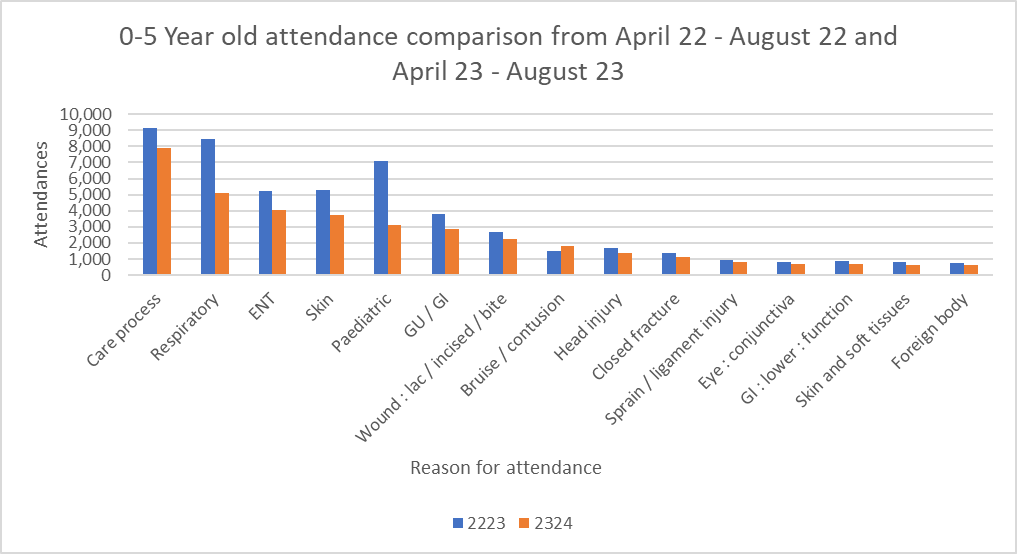 0-5 Year old attendance comparison from April 22 - August 22 and
April 23 - August 23
Attendances
10,000
9,000
8,000
7,000
6,000
5,000
4,000
3,000
2,000
1,000
0
Care process
Respiratory
ENT
Skin
Paediatric
GU / GI
Wound : lac / incised / bite
Bruise / contusion
Head injury
Closed fracture
Sprain / ligament injury
Eye : conjunctiva
GI : lower : function
Skin and soft tissues
Foreign body
Reason for attendance
2223
2324